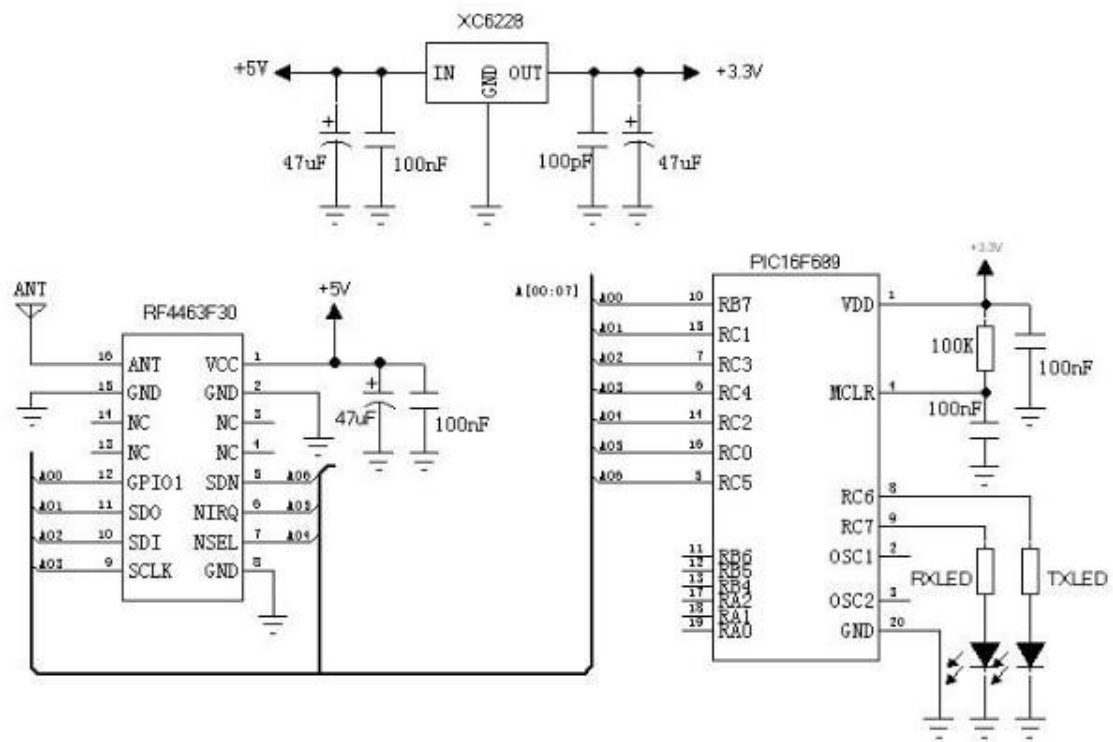 XC6228
+5V
IN
GND
OUT
+3.3V
+
47uF
100nF
100pF
+
47uF
ANT
RF4463F30
+5V
16 ANT
15 GND
14 NC
13 NC
A00 12 GPIO1
A01 11 SDO
A02 10 SDI
A03 9 SCLK
VCC 1
GND 2
NC 3
NC 4
SDN 5 A06
NIRQ 6 A05
NSEL 7 A04
GND 8
+
47uF
100nF
A[00:07]
PIC16F689
A00 10 RB7
A01 15 RC1
A02 7 RC3
A03 6 RC4
A04 14 RC2
A05 16 RC0
A06 5 RC5
11 RB6
12 RB5
13 RB4
17 RA2
18 RA1
19 RA0
VDD 1
MCLR 4
RC6 8
RC7 9
OSC1 2
OSC2 3
GND 20
+3.3V
100K
100nF
100nF
RXLED
TXLED